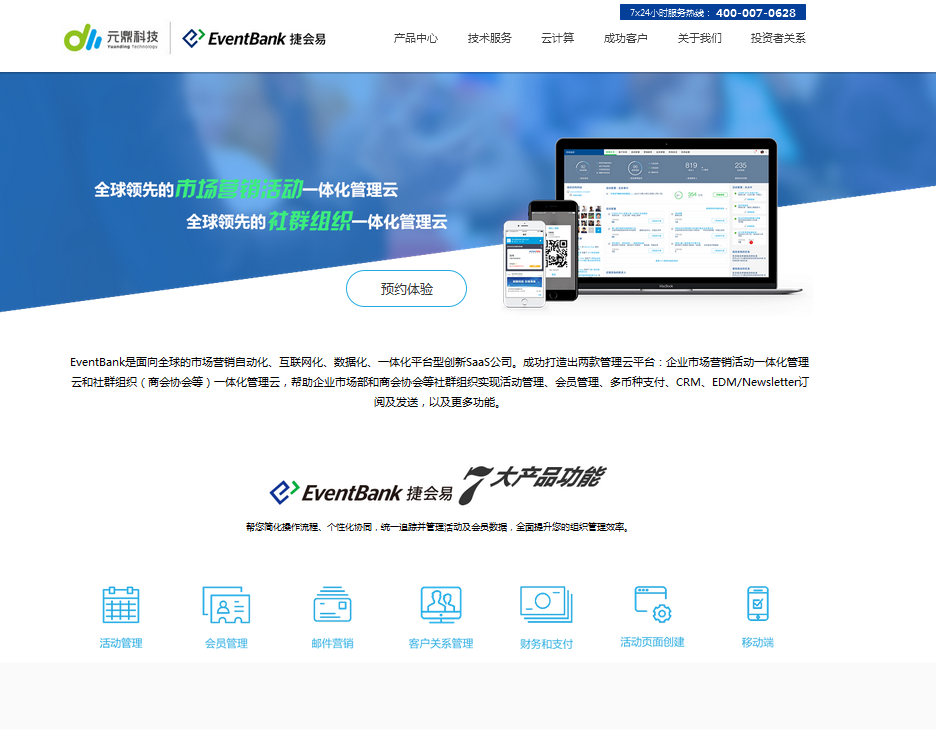 7x24小时服务热线： 400-007-0628
元鼎科技
Yuanding Technology
EventBank 捷会易
产品中心 技术服务 云计算 成功客户 关于我们 投资者关系
全球领先的市场营销活动一体化管理云
全球领先的社群组织一体化管理云
819
235
预约体验
EventBank是面向全球的市场营销自动化、互联网化、数据化、一体化平台型创新SaaS公司。成功打造出两款管理云平台：企业市场营销活动一体化管理
云和社群组织（商会协会等）一体化管理云，帮助企业市场部和商会协会等社群组织实现活动管理、会员管理、多币种支付、CRM、EDM/Newsletter订
阅及发送，以及更多功能。
EventBank 捷会易 7大产品功能
帮您简化操作流程、个性化协同，统一追踪并管理活动及会员数据，全面提升您的组织管理效率。
活动管理 会员管理 邮件营销 客户关系管理 财务和支付 活动页面创建 移动端